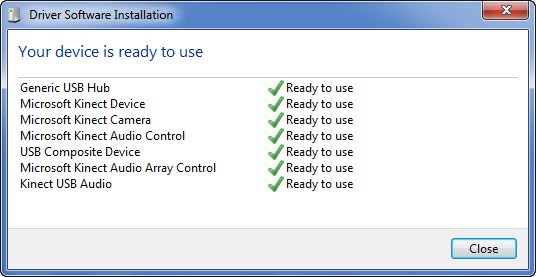 Driver Software Installation
Your device is ready to use
Generic USB Hub Ready to use
Microsoft Kinect Device Ready to use
Microsoft Kinect Camera Ready to use
Microsoft Kinect Audio Control Ready to use
USB Composite Device Ready to use
Microsoft Kinect Audio Array Control Ready to use
Kinect USB Audio Ready to use
Close